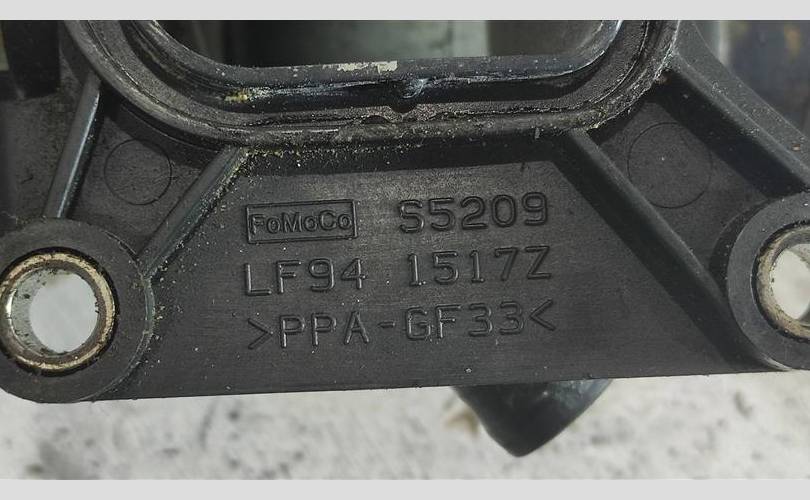 FoMoCo S5209
LF94 1517Z
>PPA-GF33<